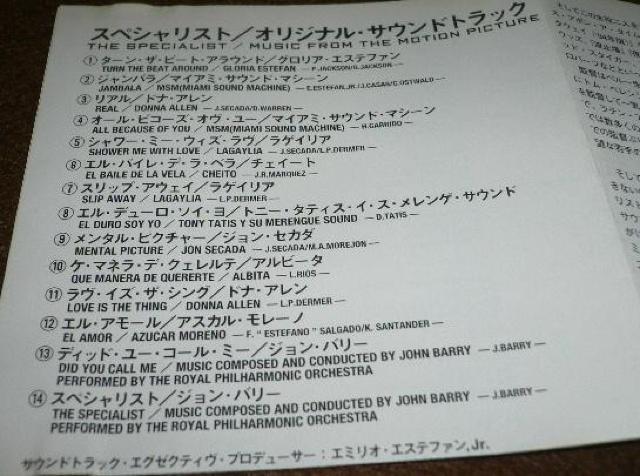 スペシャリスト／オリジナル・サウンドトラック
THE SPECIALIST / MUSIC FROM THE MOTION PICTURE
① ターン・ザ・ビート・アラウンド／グロリア・エステファン
TURN THE BEAT AROUND / GLORIA ESTEFAN —P.JACKSON/G.JACKSON—
② ジャンバラ／マイアミ・サウンド・マシーン
JAMBALA / MSM(MIAMI SOUND MACHINE) —E.ESTEFAN,JR./J.CASAS/C.OSTWALD—
③ リアル／ドナ・アレン
REAL / DONNA ALLEN —J.SECADA/D.WARREN—
④ オール・ビコーズ・オヴ・ユー／マイアミ・サウンド・マシーン
ALL BECAUSE OF YOU / MSM(MIAMI SOUND MACHINE) —H.GARRIDO—
⑤ シャワー・ミー・ウィズ・ラヴ／ラゲイリア
SHOWER ME WITH LOVE / LAGAYLIA —J.SECADA/L.P.DERMER—
⑥ エル・バイレ・デ・ラ・ベラ／チェイート
EL BAILE DE LA VELA / CHEITO —J.R.MARQUEZ—
⑦ スリップ・アウェイ／ラゲイリア
SLIP AWAY / LAGAYLIA —L.P.DERMER—
⑧ エル・デューロ・ソイ・ヨ／トニー・タティス・イ・ス・メレンゲ・サウンド
EL DURO SOY YO / TONY TATIS Y SU MERENGUE SOUND —D.TATIS—
⑨ メンタル・ピクチャー／ジョン・セカダ
MENTAL PICTURE / JON SECADA —J.SECADA/M.A.MOREJON—
⑩ ケ・マネラ・デ・クェレルテ／アルビータ
QUE MANERA DE QUERERTE / ALBITA —L.RIOS—
⑪ ラヴ・イズ・ザ・シング／ドナ・アレン
LOVE IS THE THING / DONNA ALLEN —L.P.DERMER—
⑫ エル・アモール／アスカル・モレーノ
EL AMOR / AZUCAR MORENO —F. "ESTEFANO" SALGADO/K. SANTANDER—
⑬ ディッド・ユー・コール・ミー／ジョン・バリー
DID YOU CALL ME / MUSIC COMPOSED AND CONDUCTED BY JOHN BARRY —J.BARRY—
PERFORMED BY THE ROYAL PHILHARMONIC ORCHESTRA
⑭ スペシャリスト／ジョン・バリー
THE SPECIALIST / MUSIC COMPOSED AND CONDUCTED BY JOHN BARRY —J.BARRY—
PERFORMED BY THE ROYAL PHILHARMONIC ORCHESTRA
サウンドトラック・エグゼクティヴ・プロデューサー：エミリオ・エステファン,Jr.